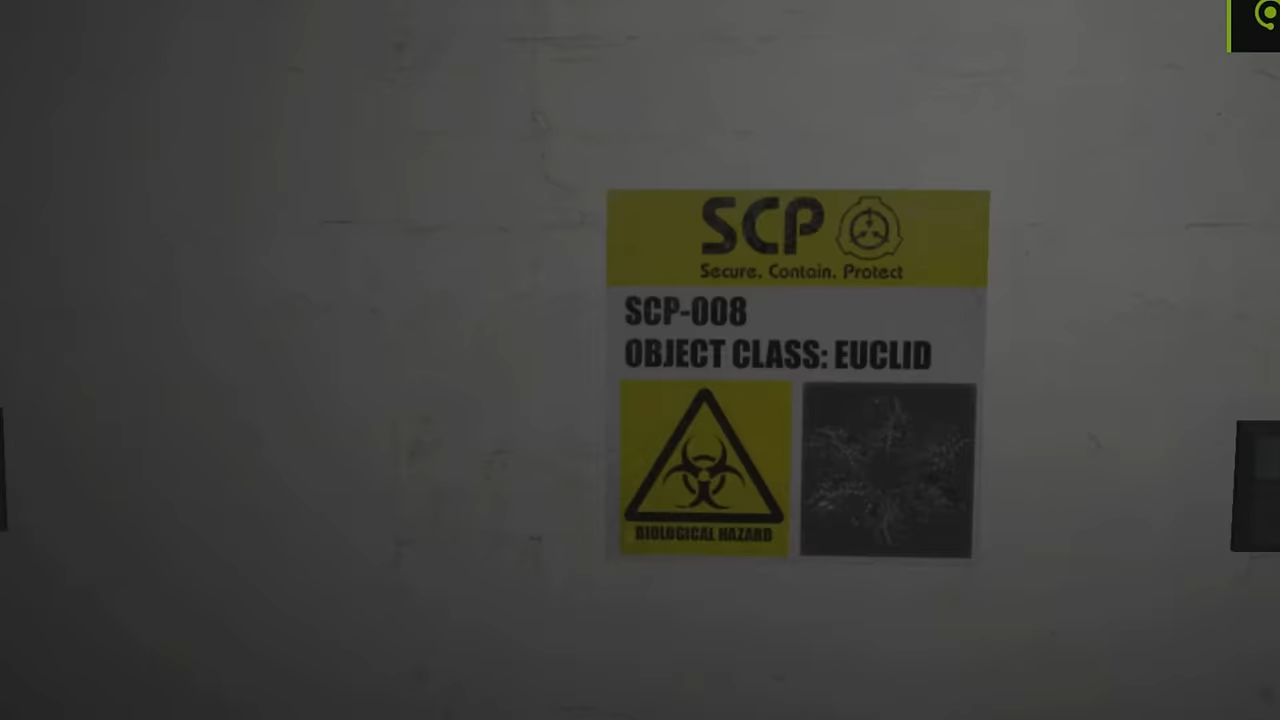 SCP
Secure. Contain. Protect
SCP-008
OBJECT CLASS: EUCLID
BIOLOGICAL HAZARD